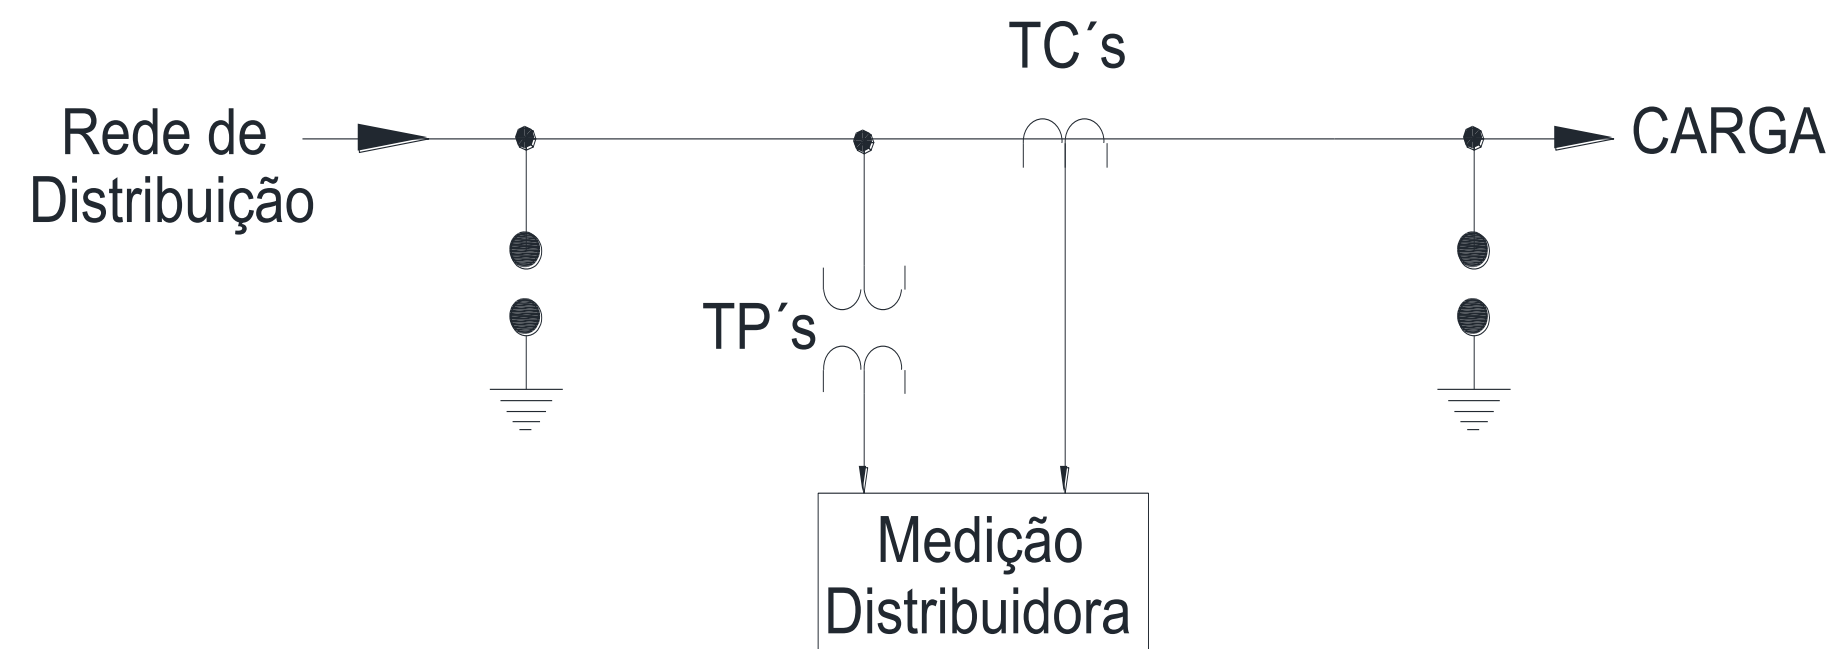 TC´s
Rede de
Distribuição
CARGA
TP´s
Medição
Distribuidora